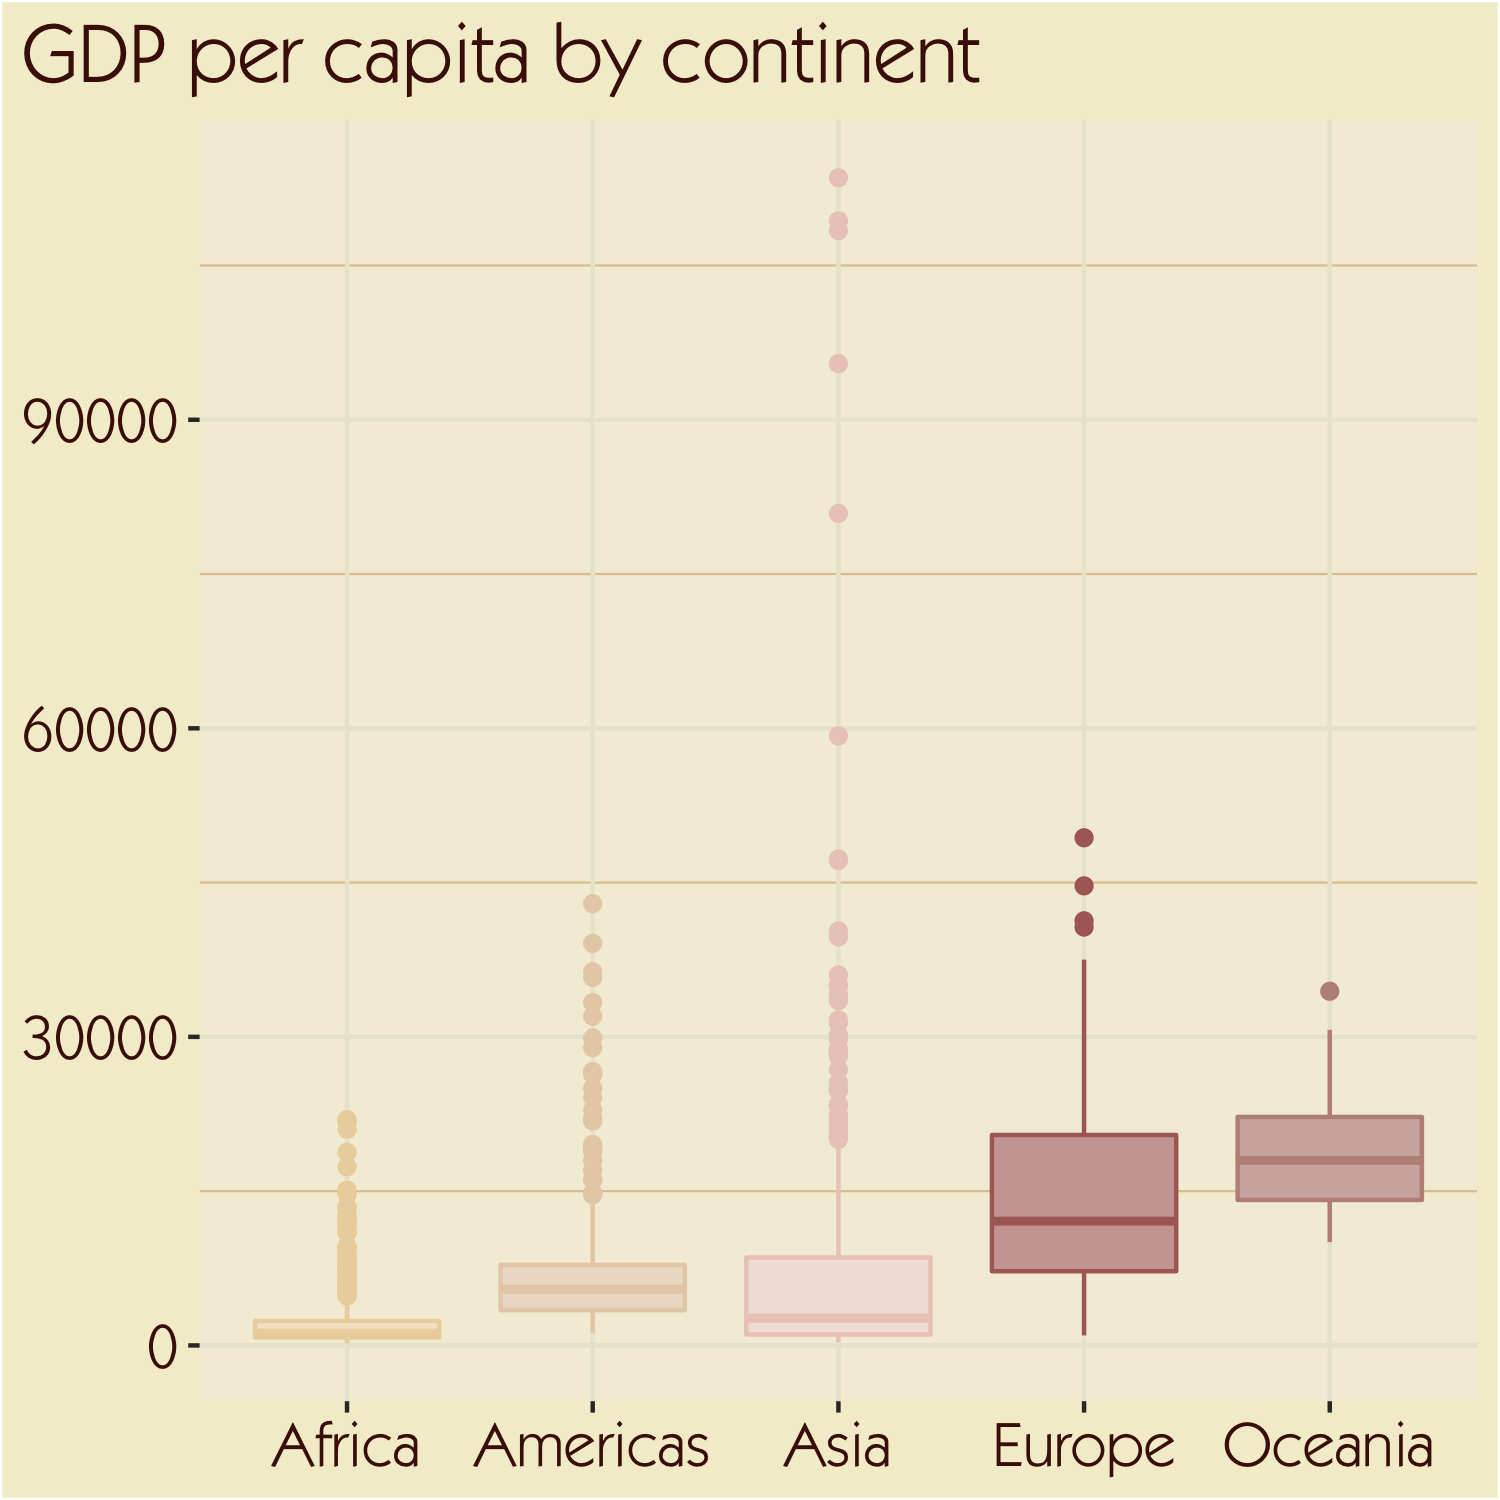 GDP per capita by continent
90000
60000
30000
0
Africa Americas Asia Europe Oceania